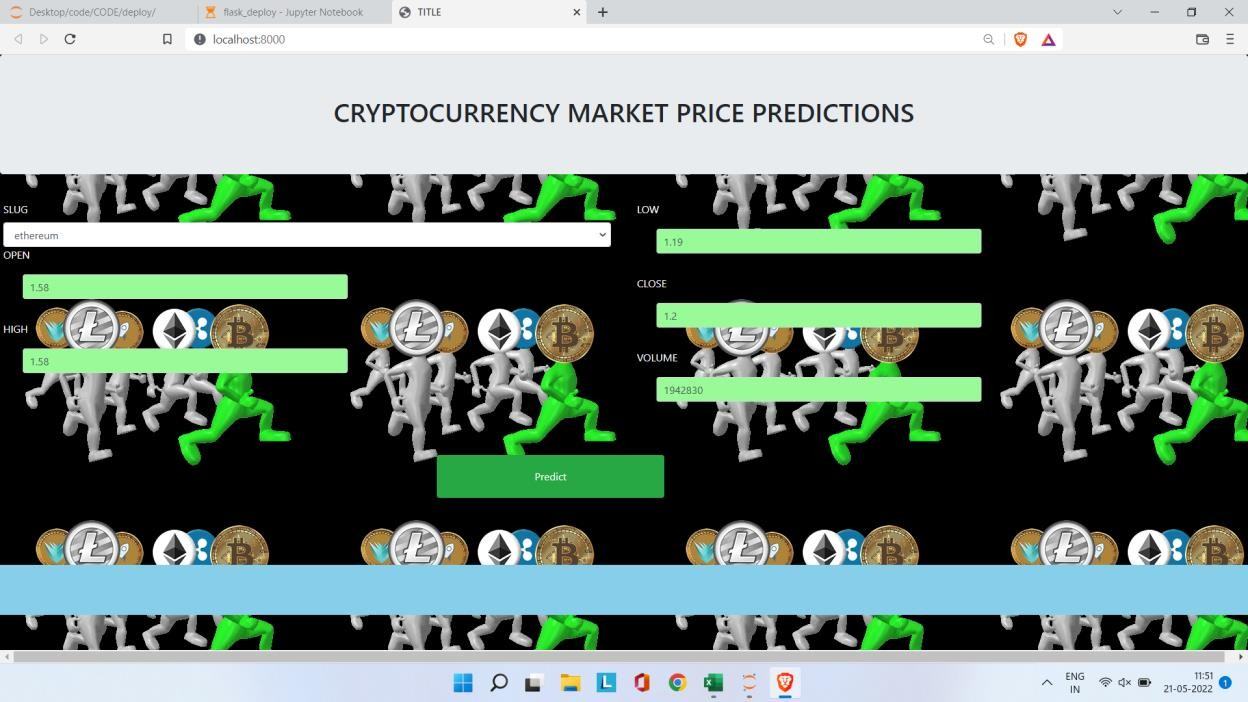 Desktop/code/CODE/deploy/
flask_deploy - Jupyter Notebook
TITLE
localhost:8000
CRYPTOCURRENCY MARKET PRICE PREDICTIONS
SLUG
ethereum
OPEN
1.58
HIGH
1.58
LOW
1.19
CLOSE
1.2
VOLUME
1942830
Predict
ENG
IN
11:51
21-05-2022
1